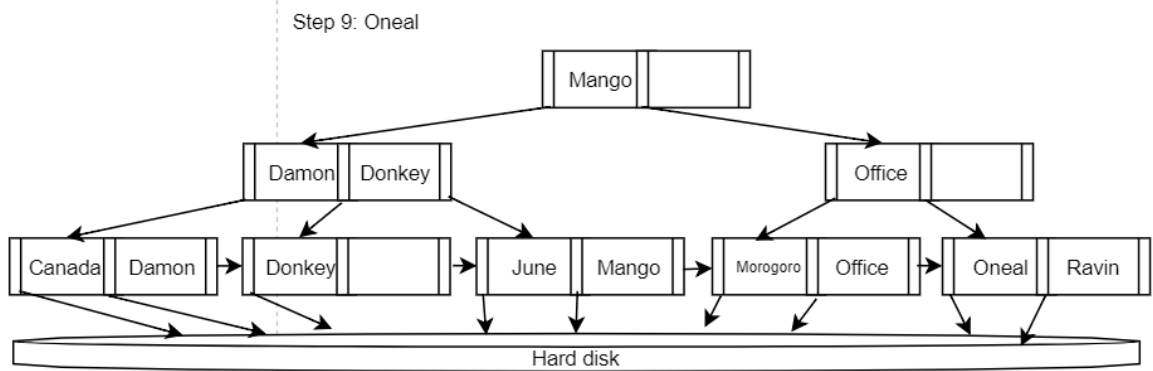 Step 9: Oneal
Mango
Damon Donkey
Office
Canada Damon
Donkey
June Mango
Morogoro Office
Oneal Ravin
Hard disk